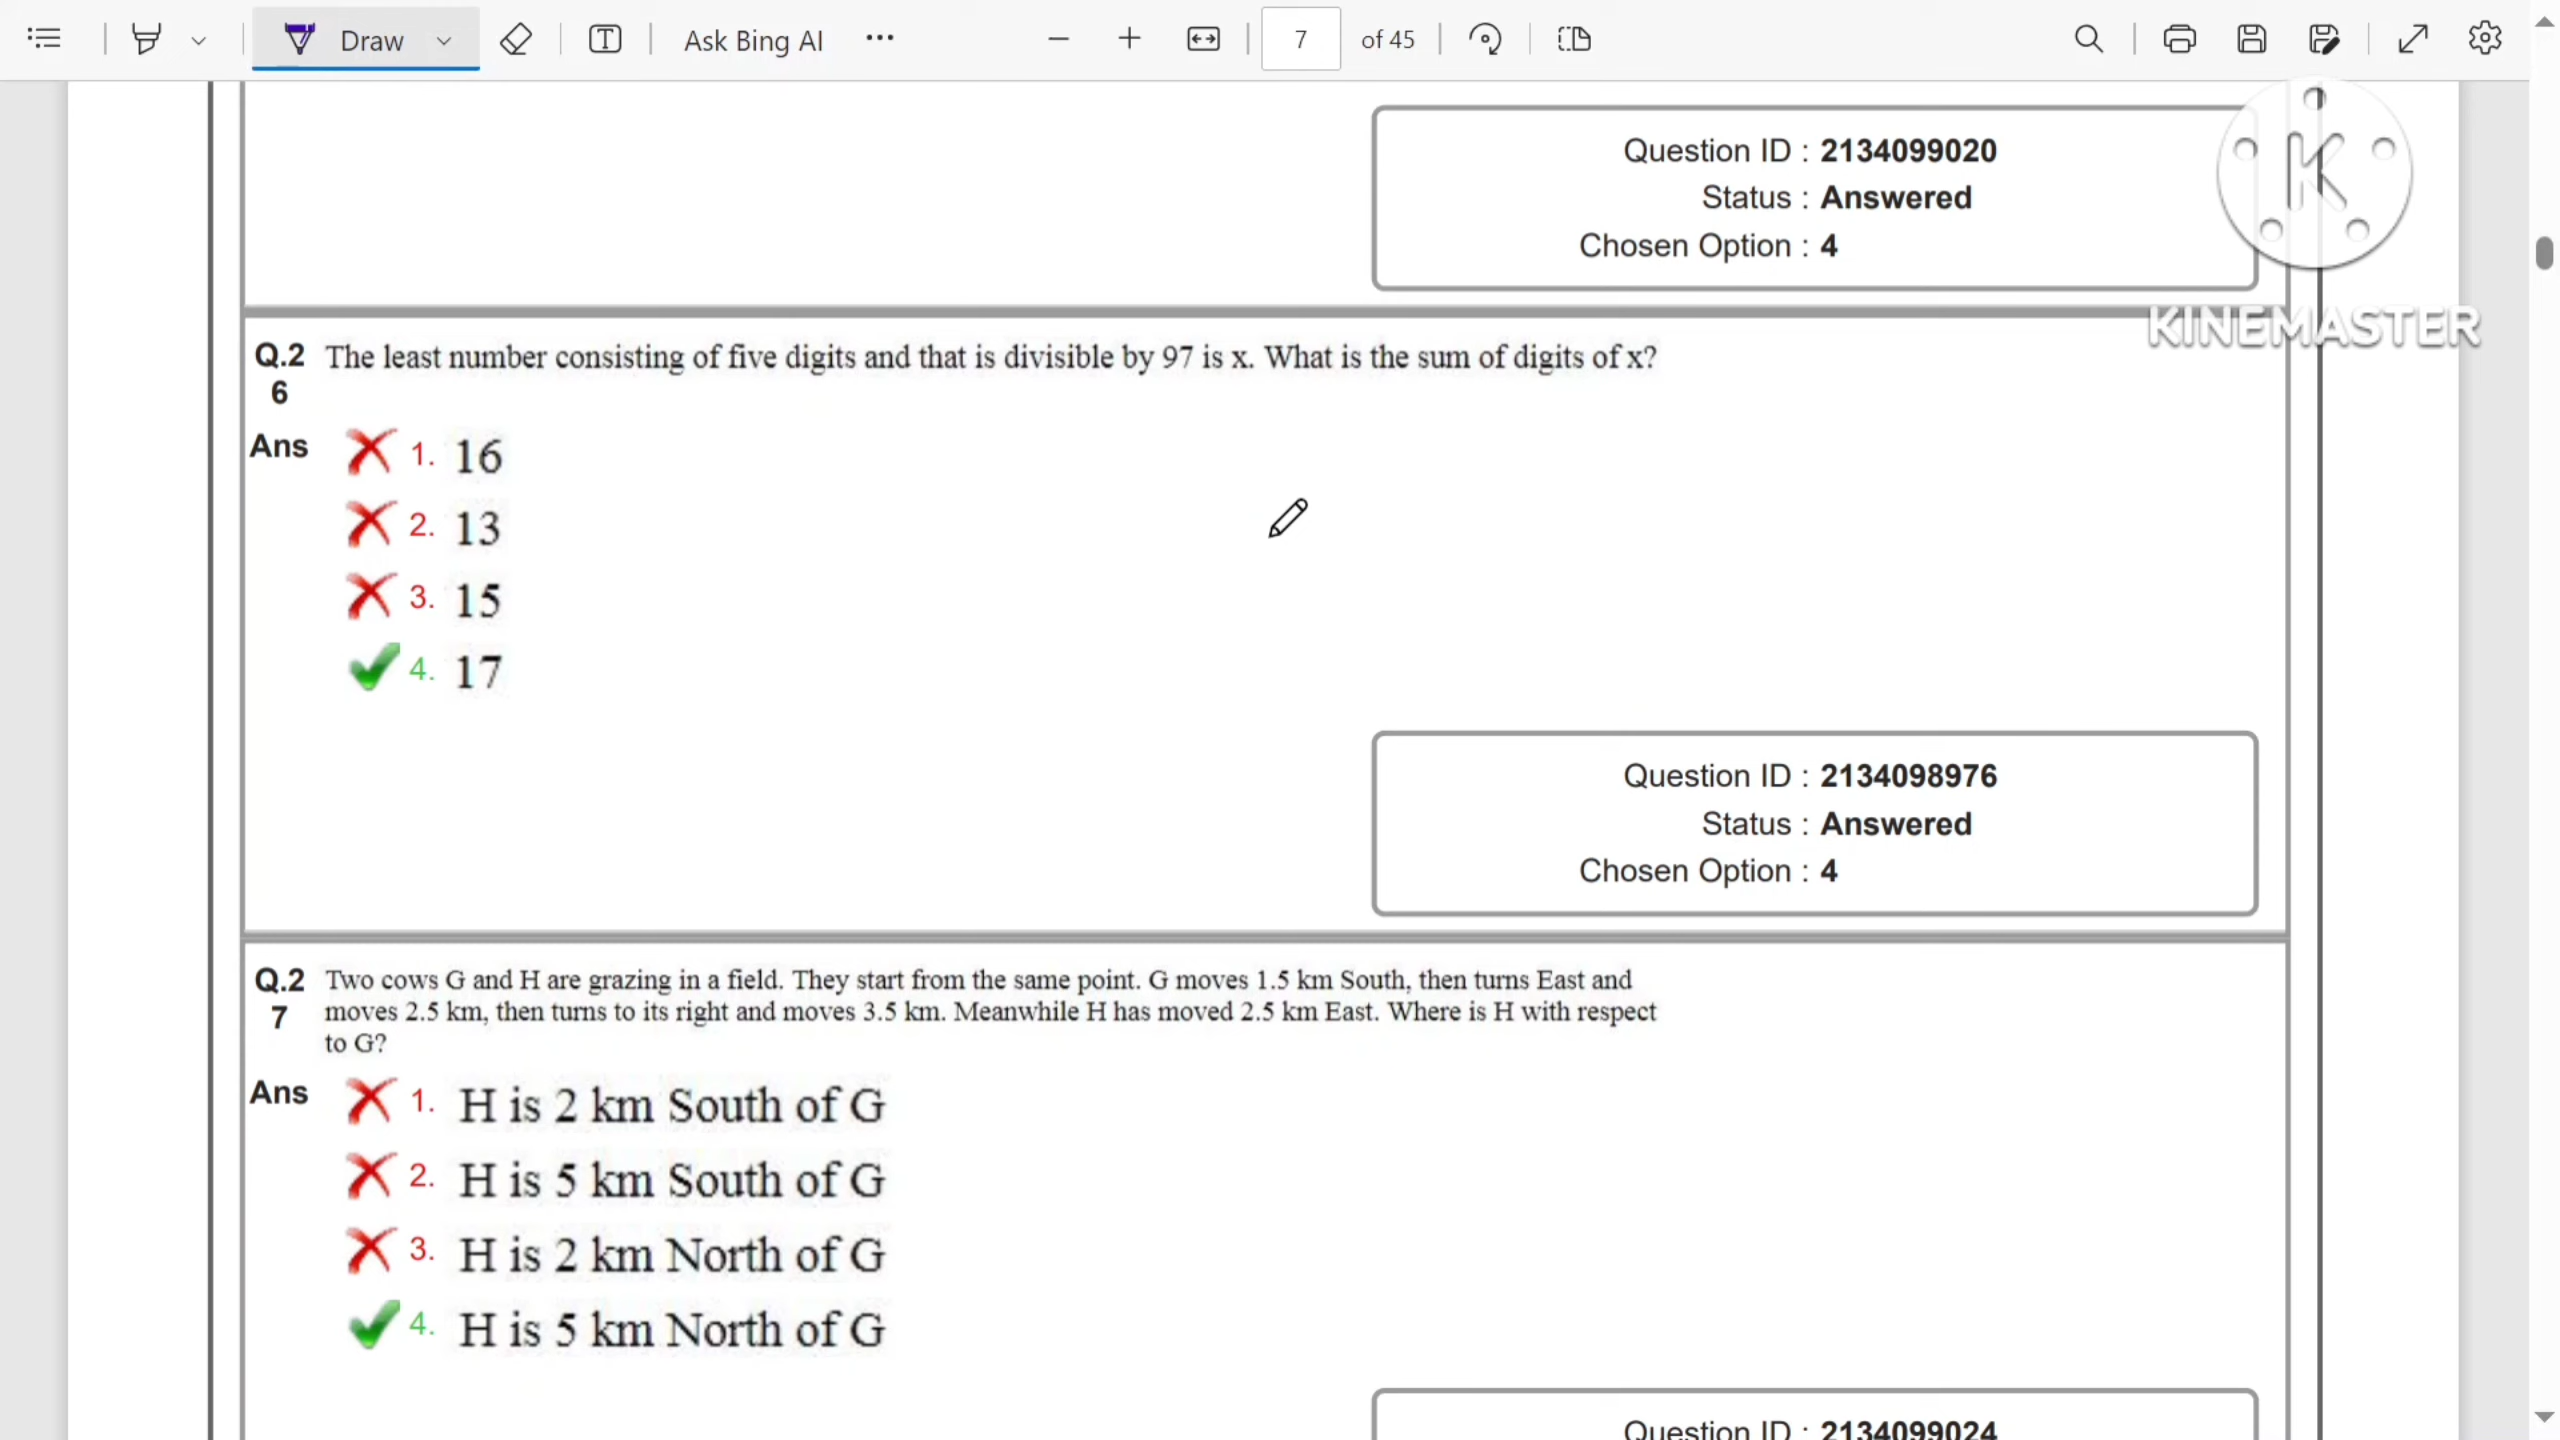 Draw
Ask Bing AI
7 of 45
Question ID : 2134099020
Status : Answered
Chosen Option : 4
K
KINEMASTER
Q.2 The least number consisting of five digits and that is divisible by 97 is x. What is the sum of digits of x?
6
Ans 1. 16
2. 13
3. 15
4. 17
Question ID : 2134098976
Status : Answered
Chosen Option : 4
Q.2 Two cows G and H are grazing in a field. They start from the same point. G moves 1.5 km South, then turns East and
7 moves 2.5 km, then turns to its right and moves 3.5 km. Meanwhile H has moved 2.5 km East. Where is H with respect
to G?
Ans 1. H is 2 km South of G
2. H is 5 km South of G
3. H is 2 km North of G
4. H is 5 km North of G
Question ID : 2134099024